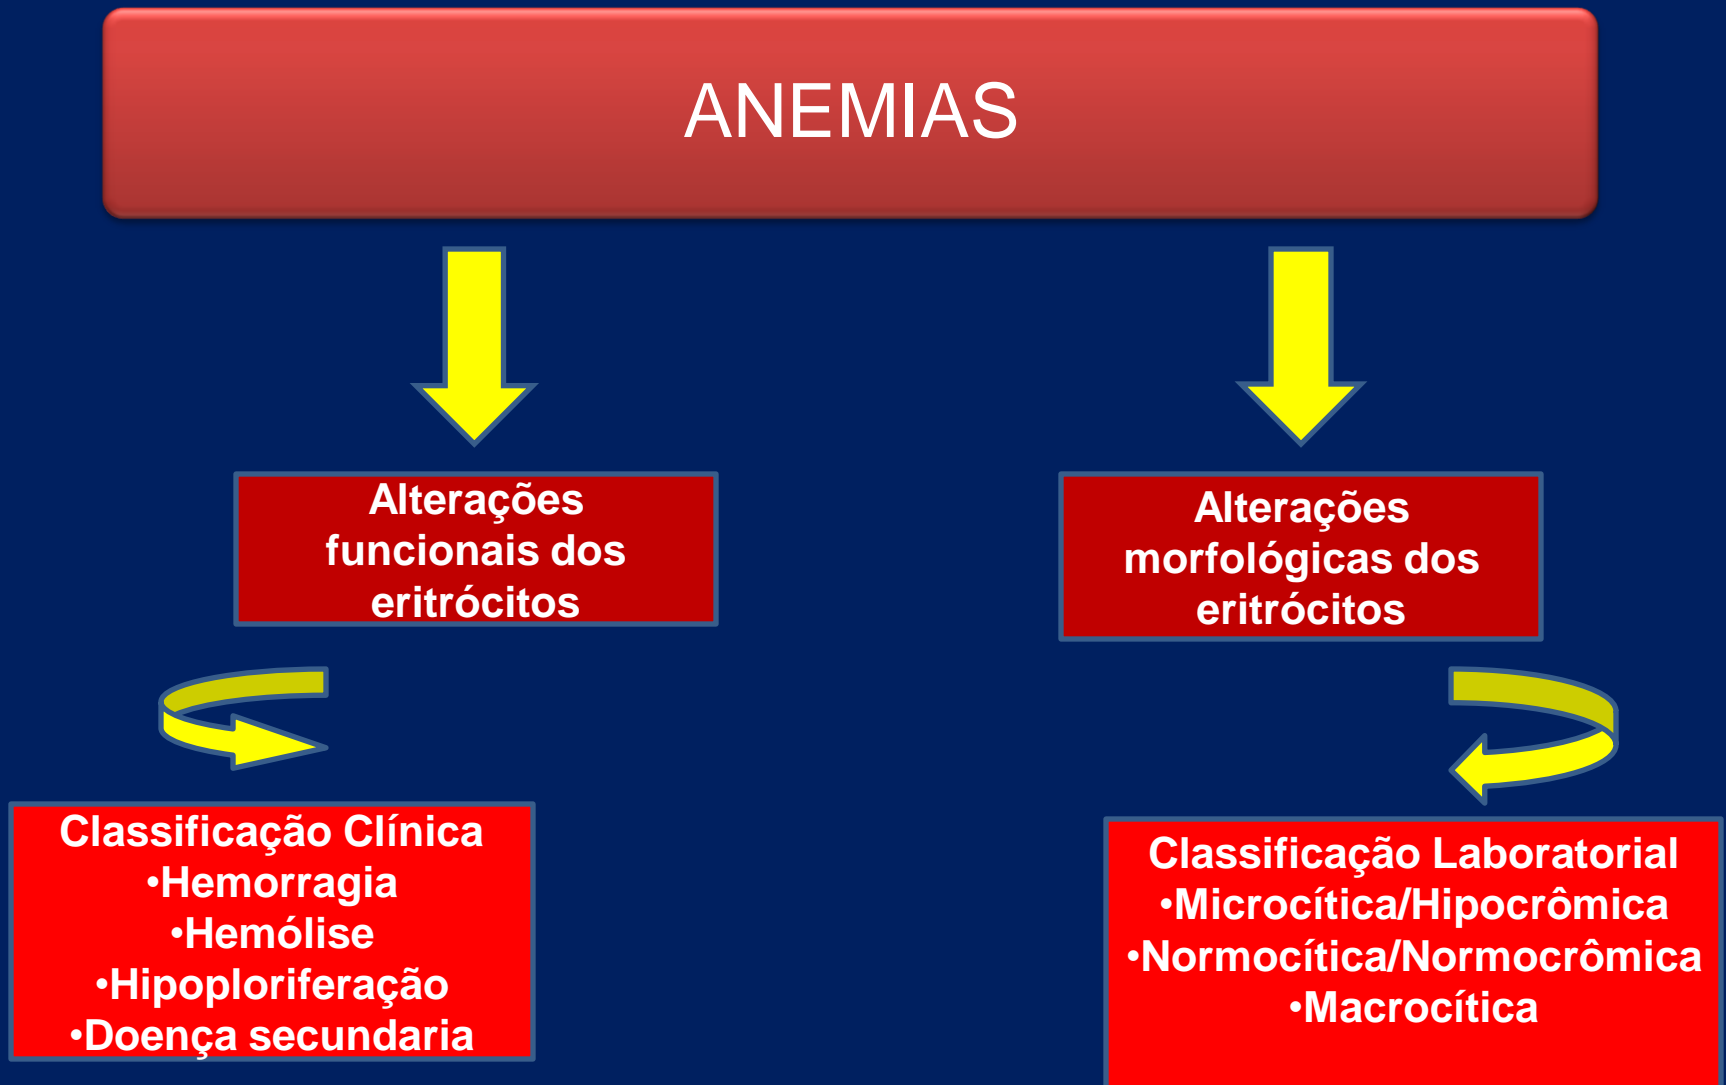 ANEMIAS
Alterações
funcionais dos
eritrócitos
Alterações
morfológicas dos
eritrócitos
Classificação Clínica
•Hemorragia
•Hemólise
•Hipoploriferação
•Doença secundaria
Classificação Laboratorial
•Microcítica/Hipocrômica
•Normocítica/Normocrômica
•Macrocítica